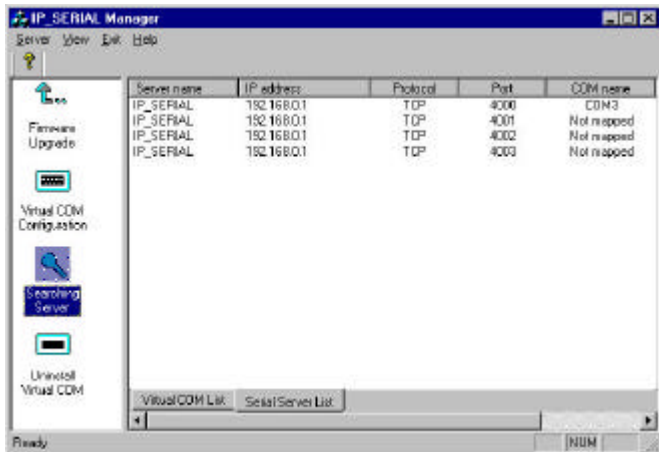 IP_SERIAL Manager
Server View Exit Help
Server name IP address Protocol Port COM name
IP_SERIAL 192.168.0.1 TCP 4000 COM3
IP_SERIAL 192.168.0.1 TCP 4001 Not mapped
IP_SERIAL 192.168.0.1 TCP 4002 Not mapped
IP_SERIAL 192.168.0.1 TCP 4003 Not mapped
Firmware
Upgrade
Virtual COM
Configuration
Searching
Server
Uninstall
Virtual COM
Virtual COM List Serial Server List
Ready NUM